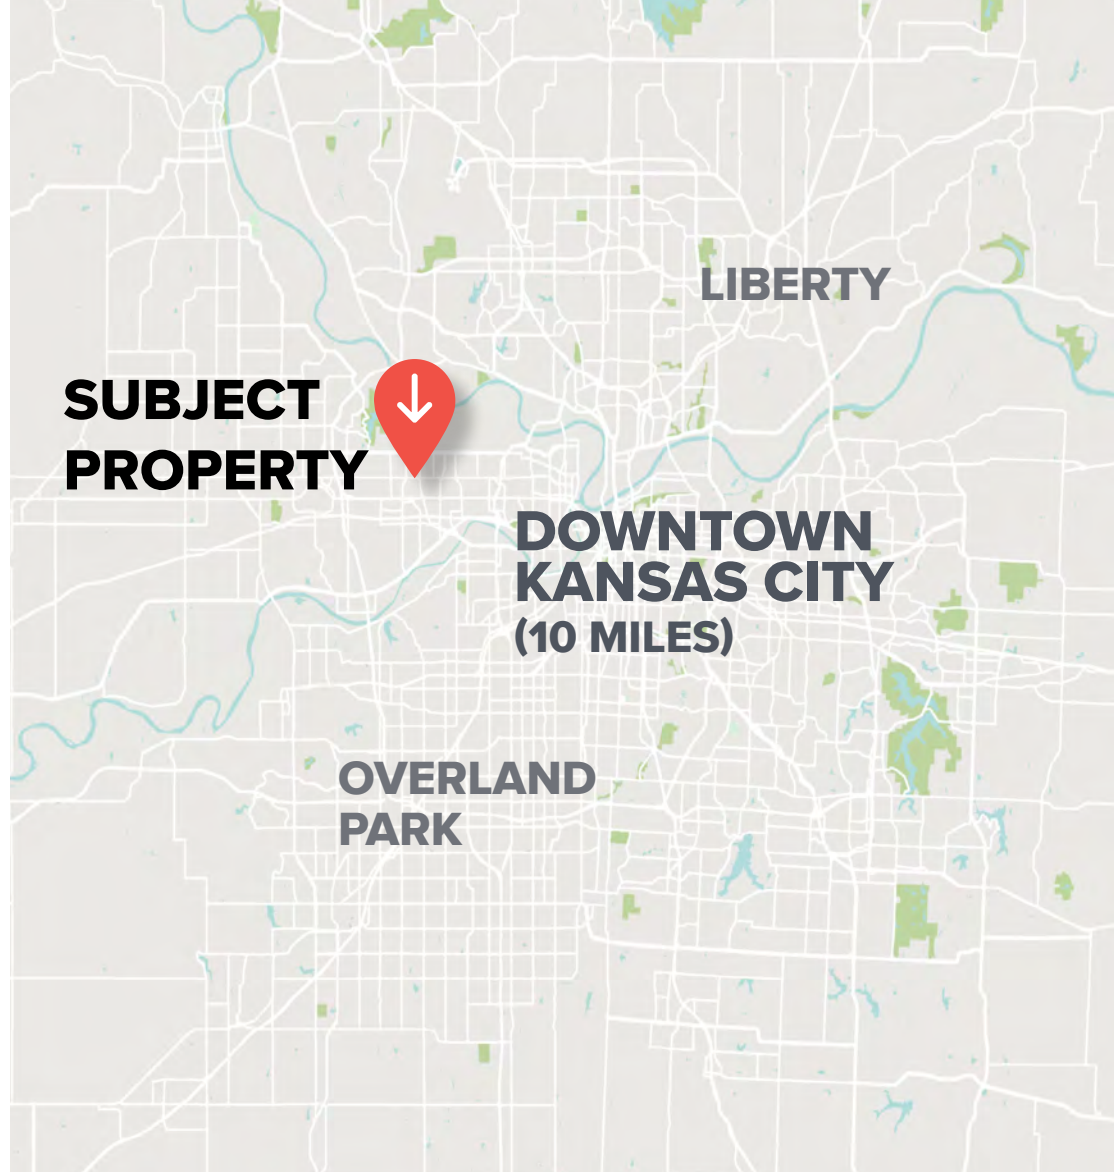 LIBERTY
SUBJECT
PROPERTY
DOWNTOWN
KANSAS CITY
(10 MILES)
OVERLAND
PARK